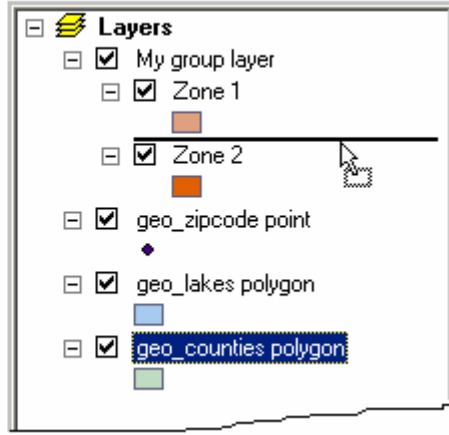 Layers
My group layer
Zone 1
Zone 2
geo_zipcode point
geo_lakes polygon
geo_counties polygon